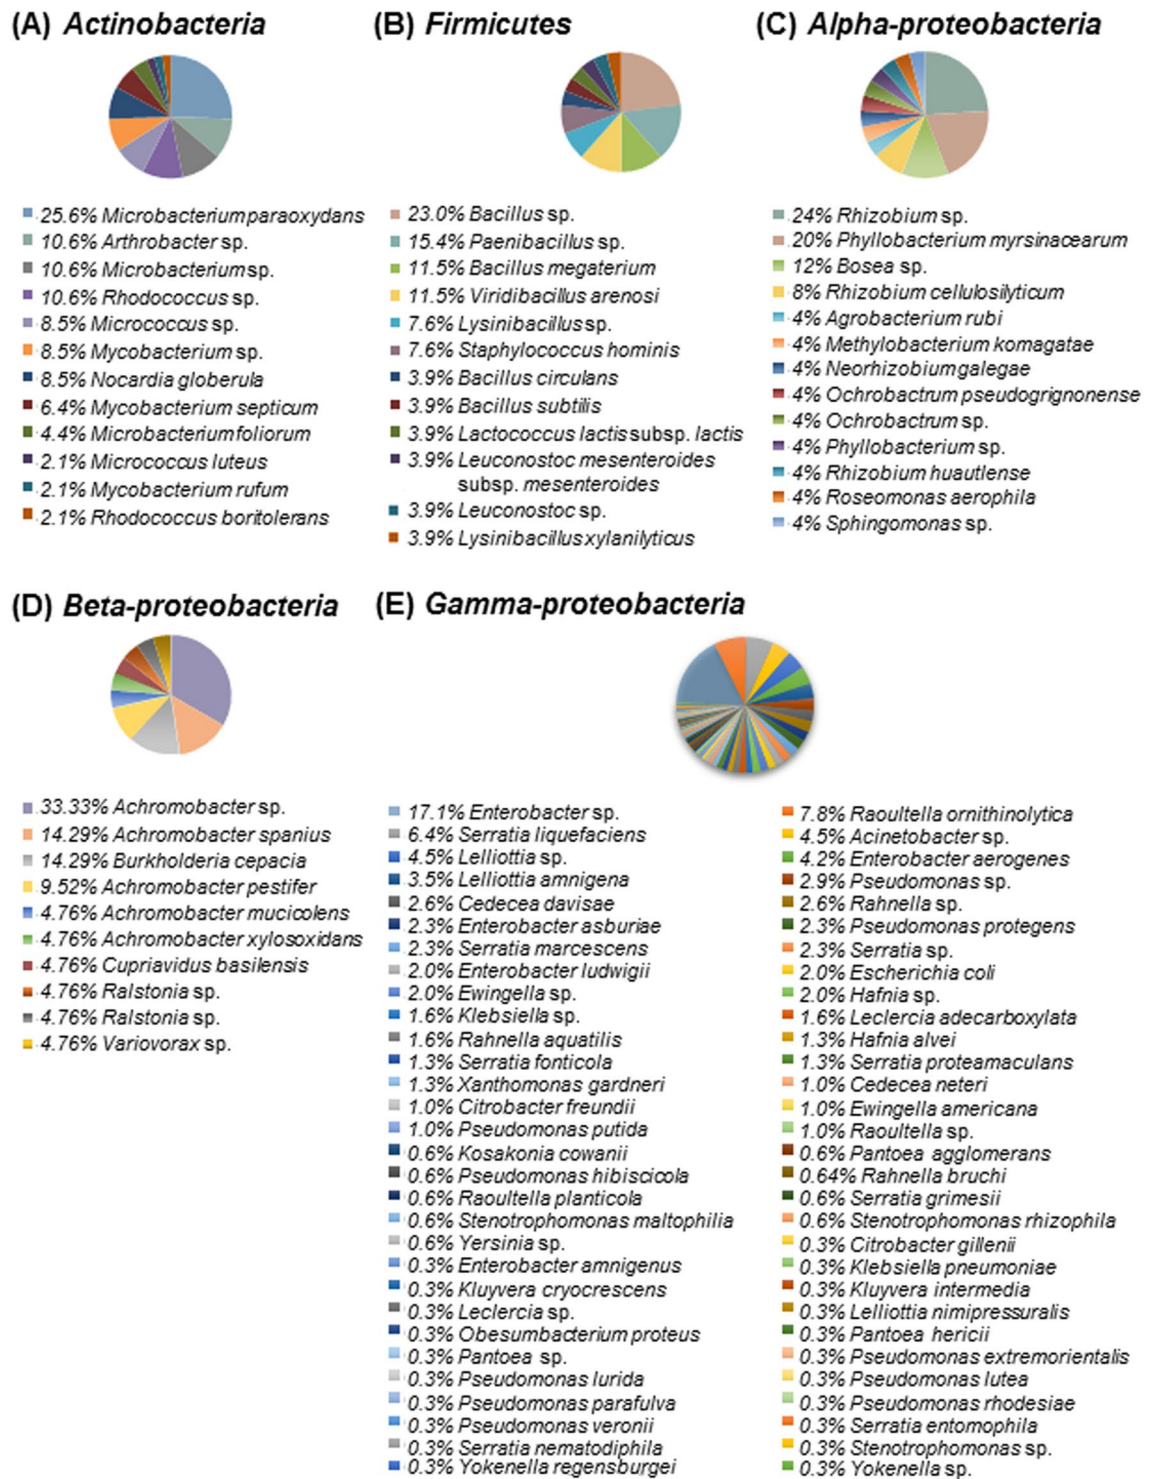 (A) Actinobacteria
25.6% Microbacterium paraoxydans
10.6% Arthrobacter sp.
10.6% Microbacterium sp.
10.6% Rhodococcus sp.
8.5% Micrococcus sp.
8.5% Mycobacterium sp.
8.5% Nocardia globerula
6.4% Mycobacterium septicum
4.4% Microbacterium foliorum
2.1% Micrococcus luteus
2.1% Mycobacterium rufum
2.1% Rhodococcus boritolerans
(B) Firmicutes
23.0% Bacillus sp.
15.4% Paenibacillus sp.
11.5% Bacillus megaterium
11.5% Viridibacillus arenosi
7.6% Lysinibacillus sp.
7.6% Staphylococcus hominis
3.9% Bacillus circulans
3.9% Bacillus subtilis
3.9% Lactococcus lactis subsp. lactis
3.9% Leuconostoc mesenteroides
subsp. mesenteroides
3.9% Leuconostoc sp.
3.9% Lysinibacillus xylanilyticus
(C) Alpha-proteobacteria
24% Rhizobium sp.
20% Phyllobacterium myrsinacearum
12% Bosea sp.
8% Rhizobium cellulosilyticum
4% Agrobacterium rubi
4% Methylobacterium komagatae
4% Neorhizobium galegae
4% Ochrobactrum pseudogrignonense
4% Ochrobactrum sp.
4% Phyllobacterium sp.
4% Rhizobium huautlense
4% Roseomonas aerophila
4% Sphingomonas sp.
(D) Beta-proteobacteria
33.33% Achromobacter sp.
14.29% Achromobacter spanius
14.29% Burkholderia cepacia
9.52% Achromobacter pestifer
4.76% Achromobacter mucicolens
4.76% Achromobacter xylosoxidans
4.76% Cupriavidus basilensis
4.76% Ralstonia sp.
4.76% Ralstonia sp.
4.76% Variovorax sp.
(E) Gamma-proteobacteria
17.1% Enterobacter sp.
6.4% Serratia liquefaciens
4.5% Lelliottia sp.
3.5% Lelliottia amnigena
2.6% Cedecea davisae
2.3% Enterobacter asburiae
2.3% Serratia marcescens
2.0% Enterobacter ludwigii
2.0% Ewingella sp.
1.6% Klebsiella sp.
1.6% Rahnella aquatilis
1.3% Serratia fonticola
1.3% Xanthomonas gardneri
1.0% Citrobacter freundii
1.0% Pseudomonas putida
0.6% Kosakonia cowanii
0.6% Pseudomonas hibiscicola
0.6% Raoultella planticola
0.6% Stenotrophomonas maltophilia
0.6% Yersinia sp.
0.3% Enterobacter amnigenus
0.3% Kluyvera cryocrescens
0.3% Leclercia sp.
0.3% Obesumbacterium proteus
0.3% Pantoea sp.
0.3% Pseudomonas lurida
0.3% Pseudomonas parafulva
0.3% Pseudomonas veronii
0.3% Serratia nematodiphila
0.3% Yokenella regensburgei
7.8% Raoultella ornithinolytica
4.5% Acinetobacter sp.
4.2% Enterobacter aerogenes
2.9% Pseudomonas sp.
2.6% Rahnella sp.
2.3% Pseudomonas protegens
2.3% Serratia sp.
2.0% Escherichia coli
2.0% Hafnia sp.
1.6% Leclercia adecarboxylata
1.3% Hafnia alvei
1.3% Serratia proteamaculans
1.0% Cedecea neteri
1.0% Ewingella americana
1.0% Raoultella sp.
0.6% Pantoea agglomerans
0.64% Rahnella bruchi
0.6% Serratia grimesii
0.6% Stenotrophomonas rhizophila
0.3% Citrobacter gillenii
0.3% Klebsiella pneumoniae
0.3% Kluyvera intermedia
0.3% Lelliottia nimipressuralis
0.3% Pantoea hericii
0.3% Pseudomonas extremorientalis
0.3% Pseudomonas lutea
0.3% Pseudomonas rhodesiae
0.3% Serratia entomophila
0.3% Stenotrophomonas sp.
0.3% Yokenella sp.